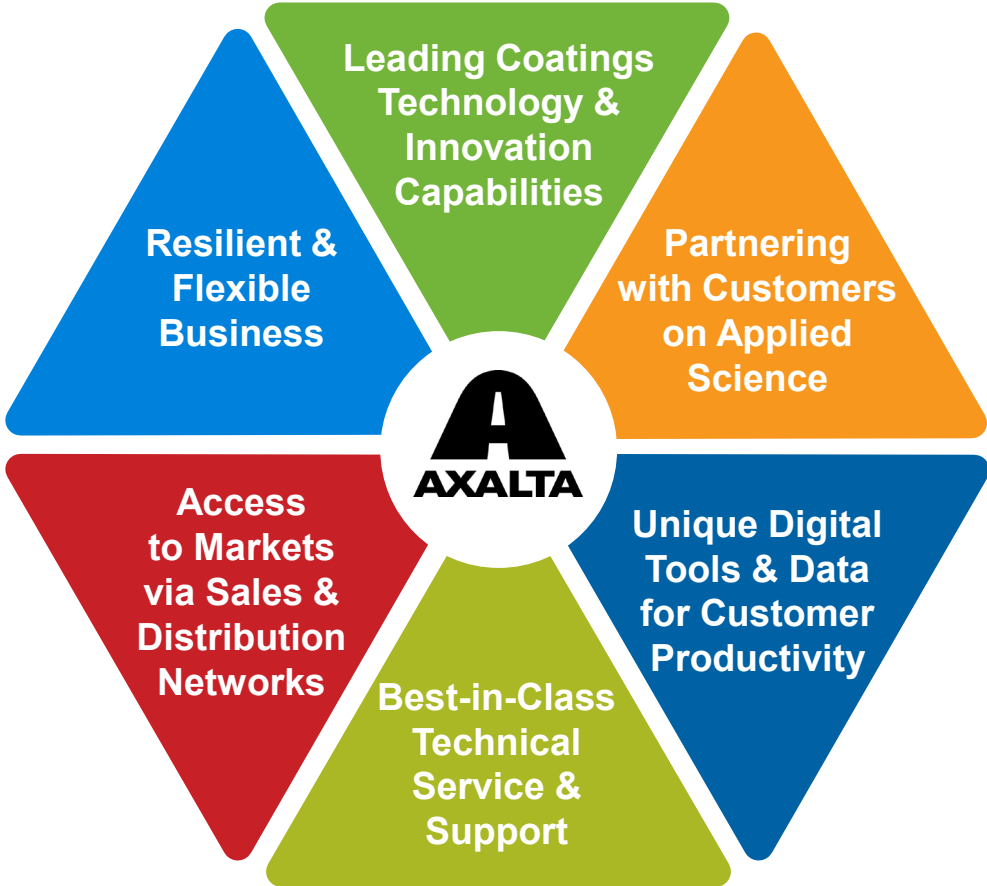 Leading Coatings
Technology &
Innovation
Capabilities
Partnering
with Customers
on Applied
Science
Unique Digital
Tools & Data
for Customer
Productivity
Best-in-Class
Technical
Service &
Support
Access
to Markets
via Sales &
Distribution
Networks
Resilient &
Flexible
Business
AXALTA